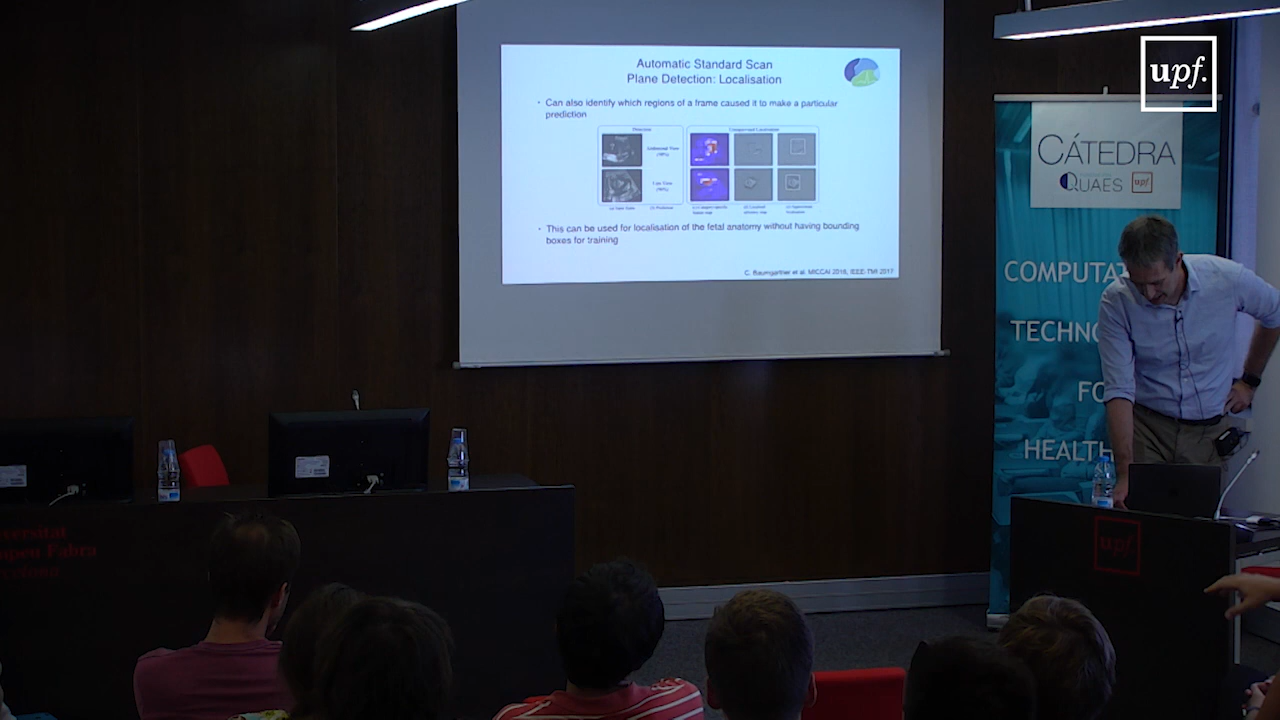 Automatic Standard Scan
Plane Detection: Localisation
• Can also identify which regions of a frame caused it to make a particular
prediction
• This can be used for localisation of the fetal anatomy without having bounding
boxes for training
C. Baumgartner et al. MICCAI 2016, IEEE-TMI 2017
upf.
CÁTEDRA
QUAES
upf.
COMPUTAT
TECHNO
FO
HEALTH
upf.